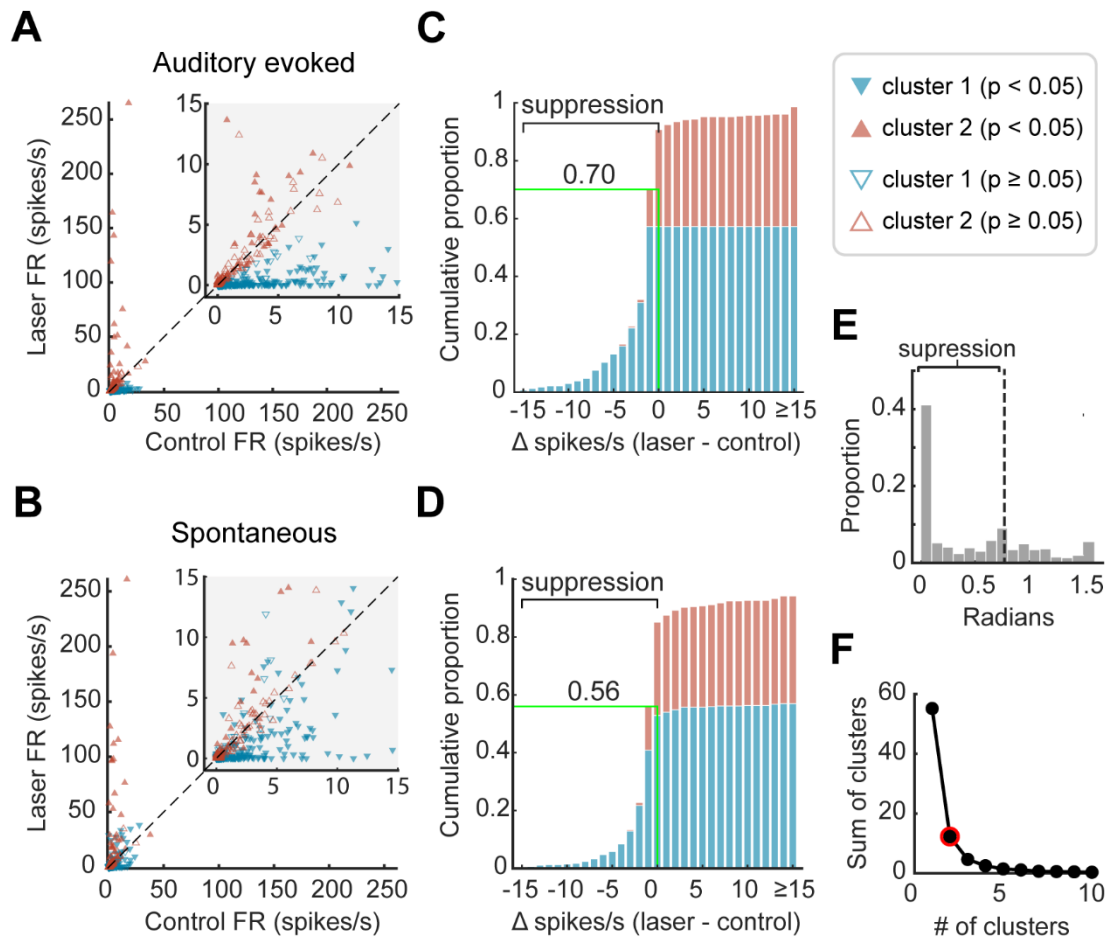 A
Auditory evoked
Laser FR (spikes/s)
250
200
150
100
50
0
0 50 100 150 200 250
Control FR (spikes/s)
15
10
5
0
0 5 10 15
C
suppression
0.70
Cumulative proportion
1
0.8
0.6
0.4
0.2
0
-15 -10 -5 0 5 10 ≥15
Δ spikes/s (laser - control)
cluster 1 (p < 0.05)
cluster 2 (p < 0.05)
cluster 1 (p ≥ 0.05)
cluster 2 (p ≥ 0.05)
E
supression
Proportion
0.4
0.2
0
0 0.5 1 1.5
Radians
B
Spontaneous
Laser FR (spikes/s)
250
200
150
100
50
0
0 50 100 150 200 250
Control FR (spikes/s)
15
10
5
0
0 5 10 15
D
suppression
0.56
Cumulative proportion
1
0.8
0.6
0.4
0.2
0
-15 -10 -5 0 5 10 ≥15
Δ spikes/s (laser - control)
F
Sum of clusters
60
40
20
0
0 5 10
# of clusters